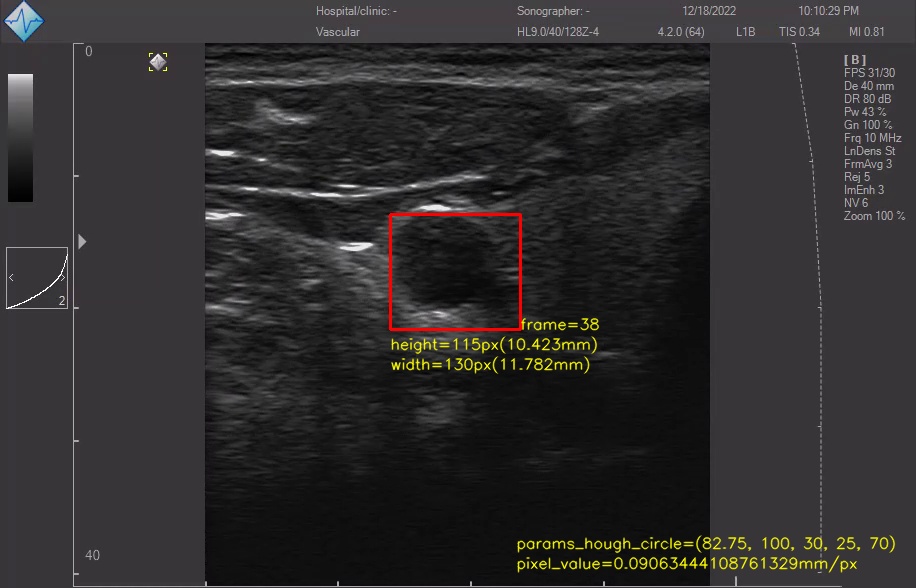 Hospital/clinic: - Sonographer: - 12/18/2022 10:10:29 PM
Vascular HL9.0/40/128Z-4 4.2.0 (64) L1B TIS 0.34 MI 0.81
0
[B]
FPS 31/30
De 40 mm
DR 80 dB
Pw 43 %
Gn 100 %
Frq 10 MHz
LnDens St
FrmAvg 3
Rej 5
ImEnh 3
NV 6
Zoom 100 %
2
frame=38
height=115px(10.423mm)
width=130px(11.782mm)
params_hough_circle=(82.75, 100, 30, 25, 70)
40
pixel_value=0.09063444108761329mm/px